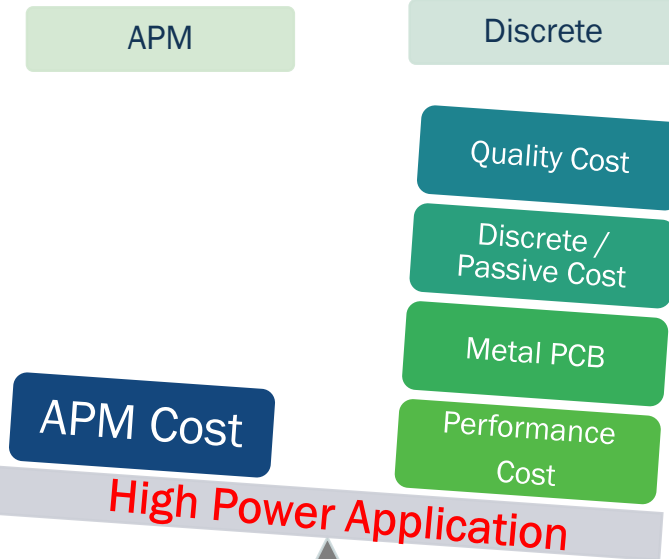 APM
Discrete
Quality Cost
Discrete /
Passive Cost
Metal PCB
APM Cost
Performance
Cost
High Power Application